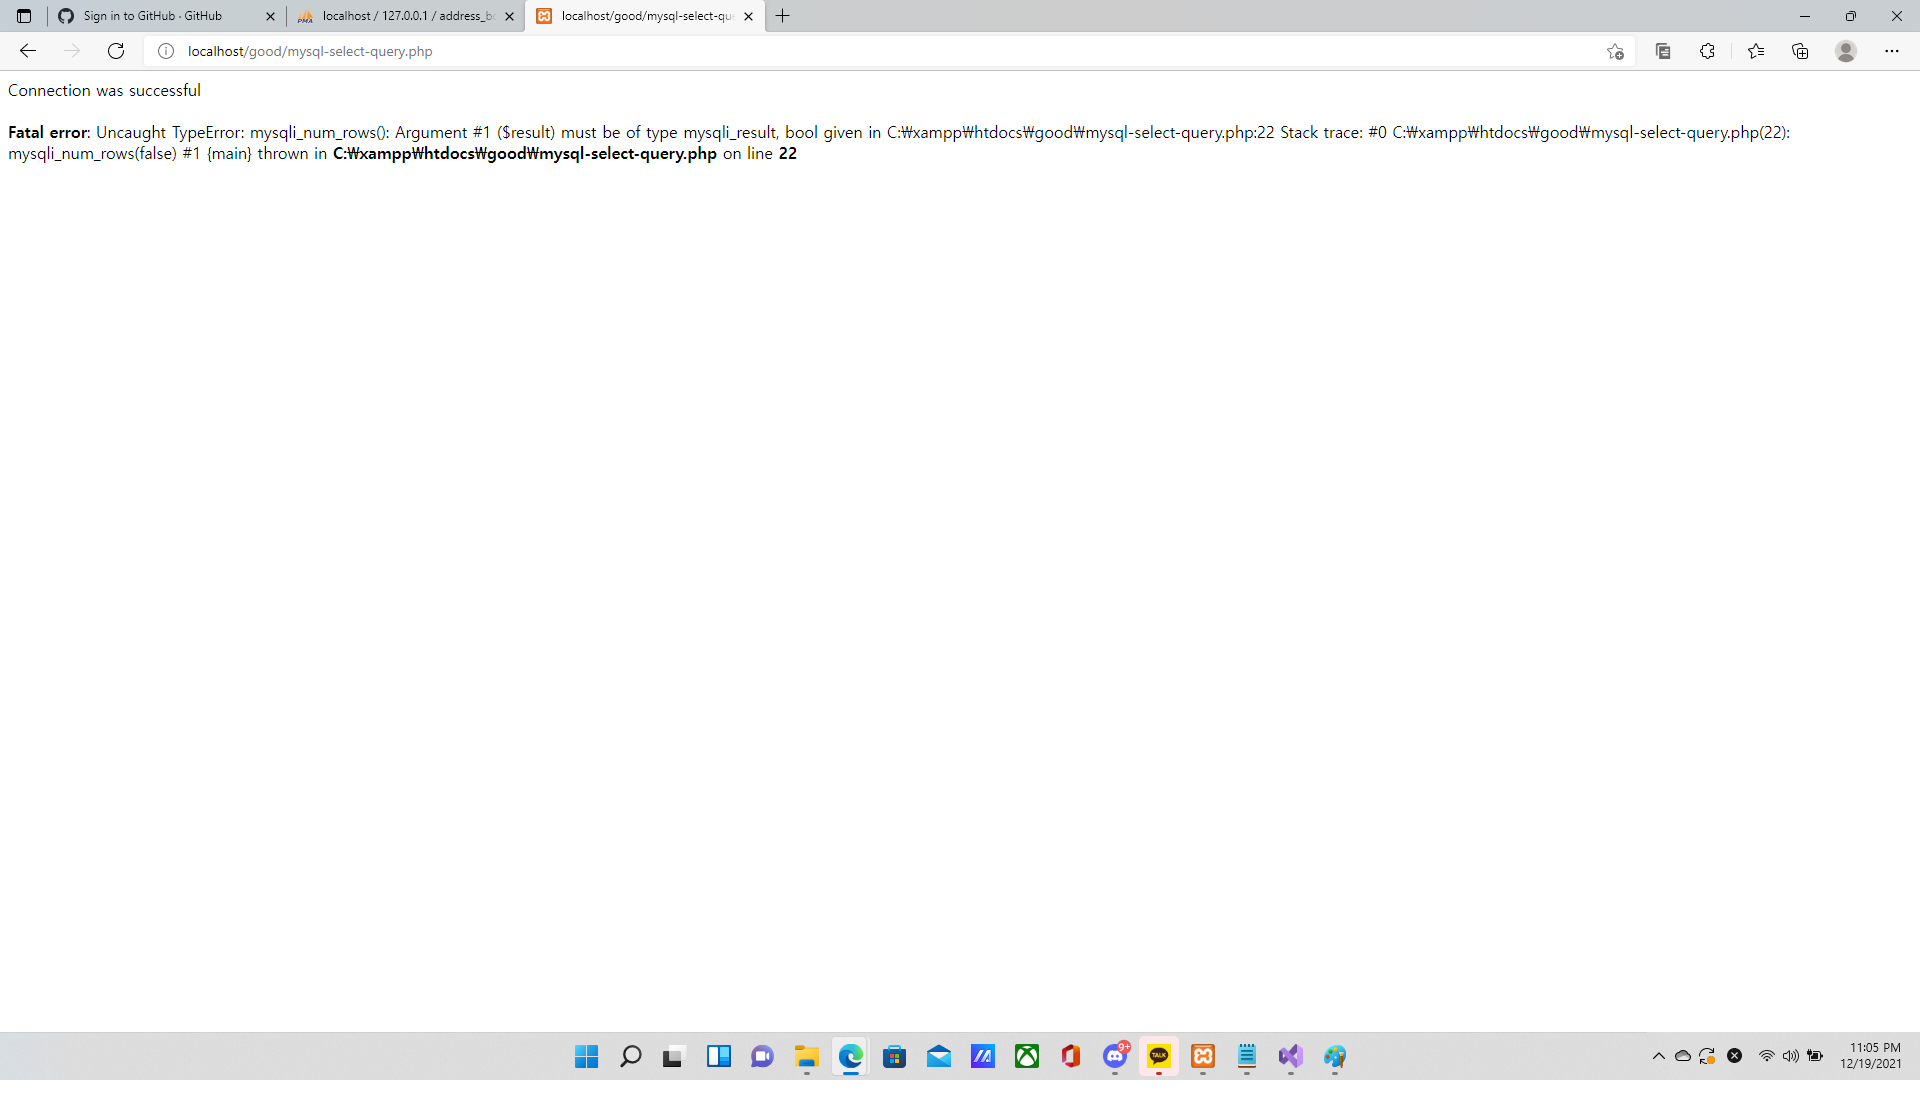 Sign in to GitHub · GitHub
localhost / 127.0.0.1 / address_b
localhost/good/mysql-select-qu
localhost/good/mysql-select-query.php
Connection was successful
Fatal error: Uncaught TypeError: mysqli_num_rows(): Argument #1 ($result) must be of type mysqli_result, bool given in C:₩xampp₩htdocs₩good₩mysql-select-query.php:22 Stack trace: #0 C:₩xampp₩htdocs₩good₩mysql-select-query.php(22):
mysqli_num_rows(false) #1 {main} thrown in C:₩xampp₩htdocs₩good₩mysql-select-query.php on line 22
9+
TALK
11:05 PM
12/19/2021